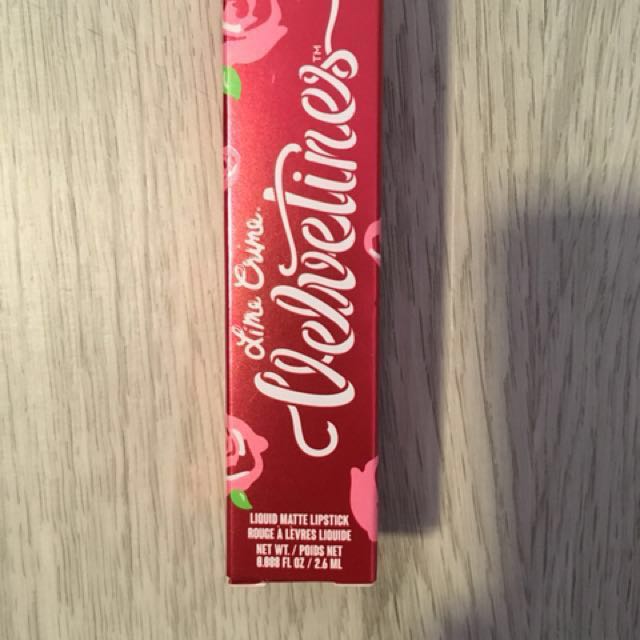 Lime Crime.
Velvetines™
LIQUID MATTE LIPSTICK
ROUGE À LÈVRES LIQUIDE
NET WT. / POIDS NET
0.088 FL OZ / 2.6 ML